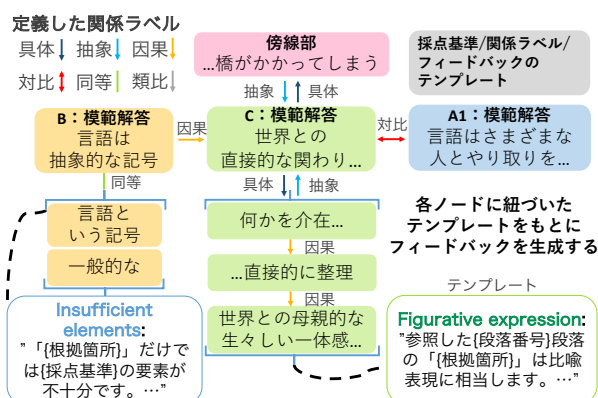 定義した関係ラベル
具体 抽象 因果
対比 同等 類比
傍線部
…橋がかかってしまう
採点基準/関係ラベル/
フィードバックの
テンプレート
抽象 具体
B：模範解答
言語は
抽象的な記号
因果
C：模範解答
世界との
直接的な関わり…
対比
A1：模範解答
言語はさまざまな
人とやり取りを…
同等
具体 抽象
言語と
いう記号
一般的な
何かを介在…
因果
…直接的に整理
因果
世界との母親的な
生々しい一体感…
各ノードに紐づいた
テンプレートをもとに
フィードバックを生成する
テンプレート
Insufficient
elements:
”「{根拠箇所}」だけで
は{採点基準}の要素が
不十分です。…”
Figurative expression:
”参照した{段落番号}段落
の「{根拠箇所}」は比喩
表現に相当します。…”